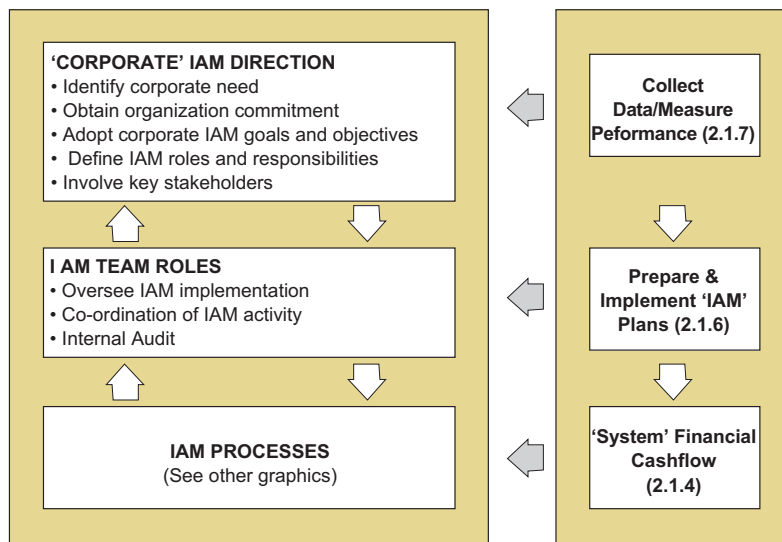 ‘CORPORATE’ IAM DIRECTION
• Identify corporate need
• Obtain organization commitment
• Adopt corporate IAM goals and objectives
• Define IAM roles and responsibilities
• Involve key stakeholders
I AM TEAM ROLES
• Oversee IAM implementation
• Co-ordination of IAM activity
• Internal Audit
IAM PROCESSES
(See other graphics)
Collect
Data/Measure
Peformance (2.1.7)
Prepare &
Implement ‘IAM’
Plans (2.1.6)
‘System’ Financial
Cashflow
(2.1.4)